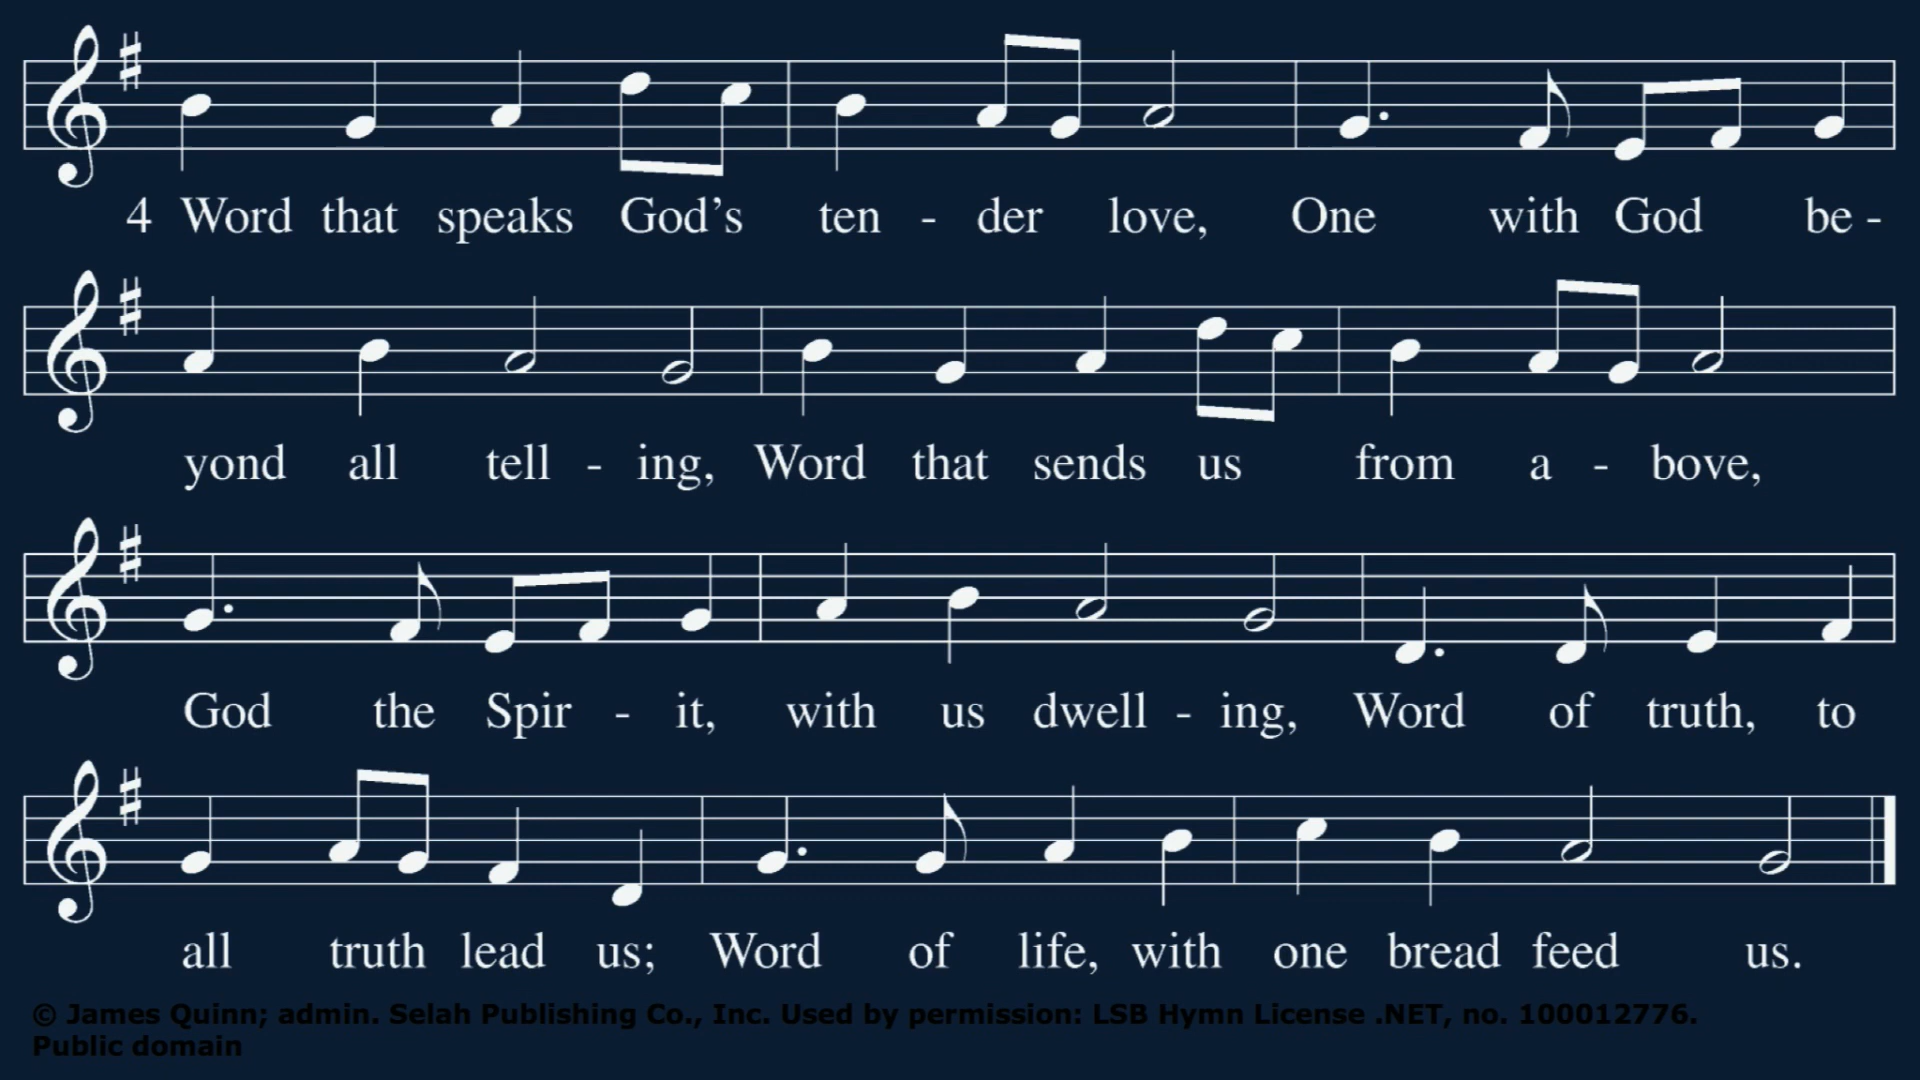 4 Word that speaks God's ten - der love, One with God be -
yond all tell - ing, Word that sends us from a - bove,
God the Spir - it, with us dwell - ing, Word of truth, to
all truth lead us; Word of life, with one bread feed us.
© James Quinn; admin. Selah Publishing Co., Inc. Used by permission: LSB Hymn License .NET, no. 100012776.
Public domain